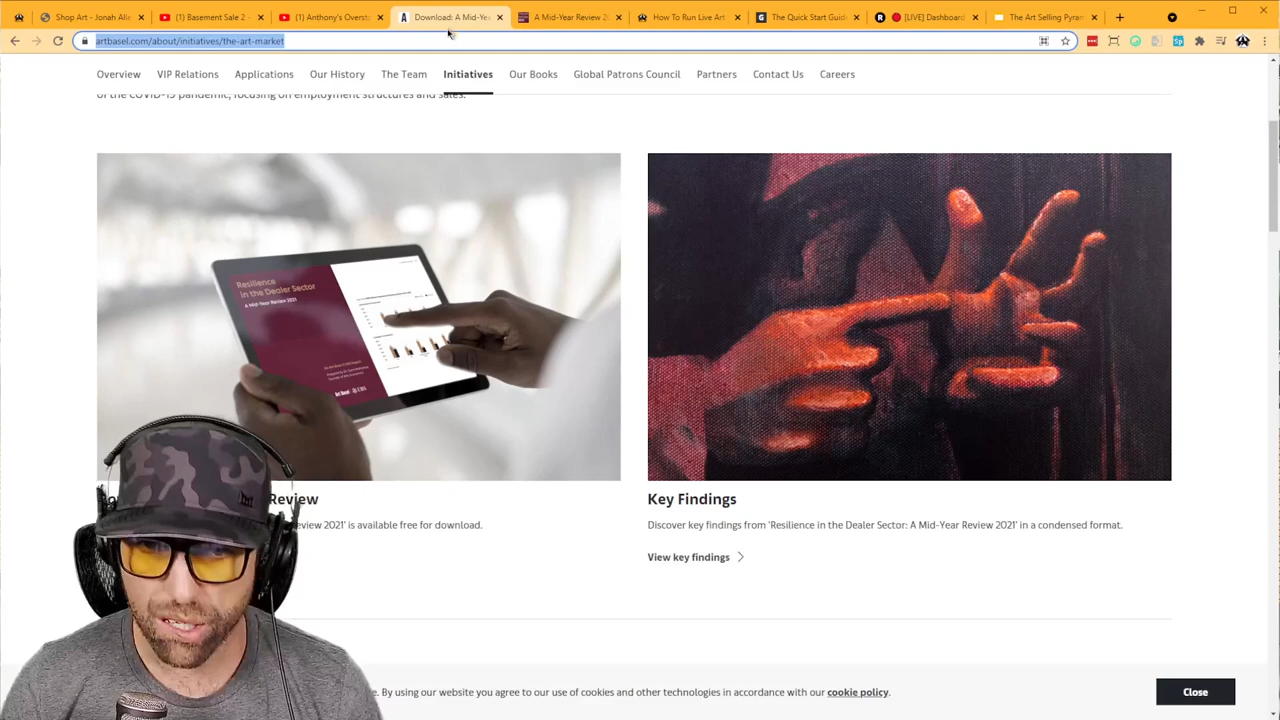 Shop Art - Jonah Alle
(1) Basement Sale 2 -
(1) Anthony's Overst
Download: A Mid-Yea
A Mid-Year Review 20
How To Run Live Art
The Quick Start Guid
[LIVE] Dashboard
The Art Selling Pyram
artbasel.com/about/initiatives/the-art-market
Overview
VIP Relations
Applications
Our History
The Team
Initiatives
Our Books
Global Patrons Council
Partners
Contact Us
Careers
of the COVID-19 pandemic, focusing on employment structures and sales.
Resilience
in the Dealer Sector
A Mid-Year Review 2021
Art Basel
Review
eview 2021' is available free for download.
Key Findings
Discover key findings from 'Resilience in the Dealer Sector: A Mid-Year Review 2021' in a condensed format.
View key findings
e. By using our website you agree to our use of cookies and other technologies in accordance with our cookie policy.
Close